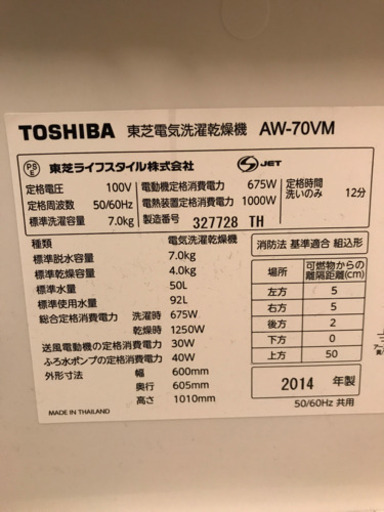 TOSHIBA 東芝電気洗濯乾燥機 AW-70VM
PS E 東芝ライフスタイル株式会社 S JET
定格電圧 100V 電動機定格消費電力 675W 定格時間
定格周波数 50/60Hz 電熱装置定格消費電力 1000W 洗いのみ 12分
標準洗濯容量 7.0kg 製造番号 327728 TH
種類 電気洗濯乾燥機
標準脱水容量 7.0kg
標準乾燥容量 4.0kg
標準水量 50L
標準使用水量 92L
総合定格消費電力 洗濯時 675W
乾燥時 1250W
送風電動機の定格消費電力 30W
ふろ水ポンプの定格消費電力 40W
外形寸法 幅 600mm
奥行 605mm
高さ 1010mm
MADE IN THAILAND
消防法 基準適合 組込形
場所 可燃物からの離隔距離(cm)
左方 5
右方 5
後方 2
下方 0
上方 50
2014 年製
50/60Hz 共用